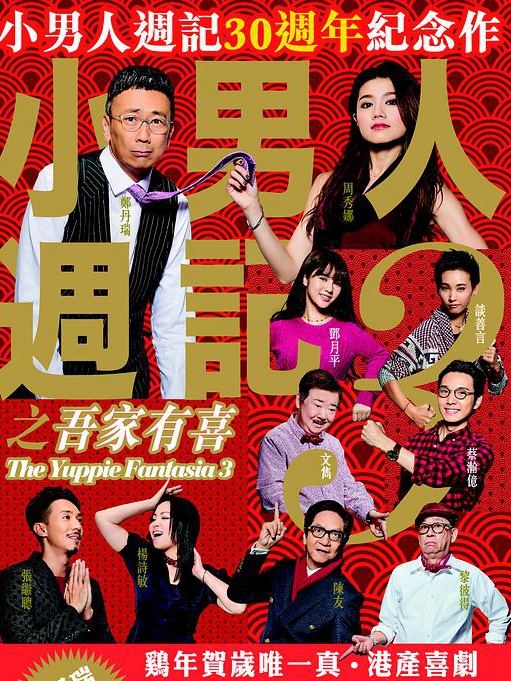 小男人週記30週年紀念作
小男人
週記3
之吾家有喜
The Yuppie Fantasia 3
鄭丹瑞
周秀娜
鄧月平
談善言
文雋
蔡瀚億
張繼聰
楊詩敏
陳友
黎彼得
鷄年賀歲唯一真·港產喜劇
瑞